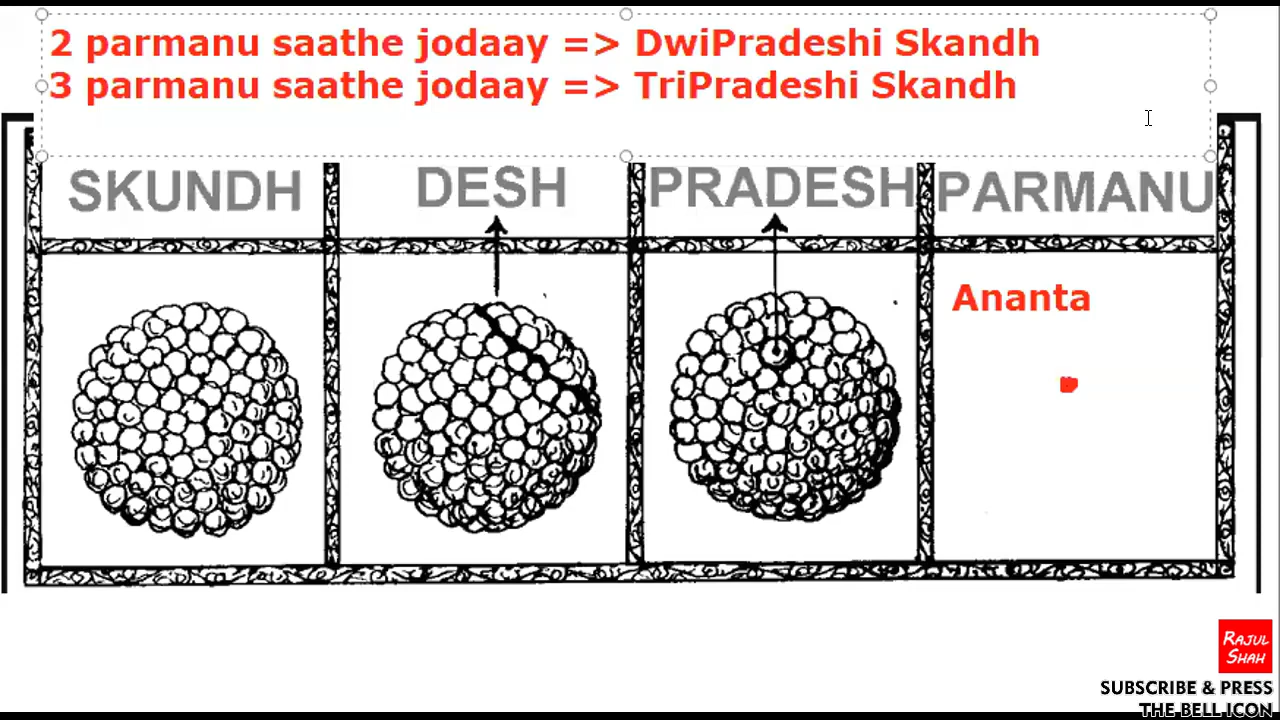 2 parmanu saathe jodaay => DwiPradeshi Skandh
3 parmanu saathe jodaay => TriPradeshi Skandh
SKUNDH DESH PRADESH PARMANU
Ananta
RAJUL
SHAH
SUBSCRIBE & PRESS
THE BELL ICON